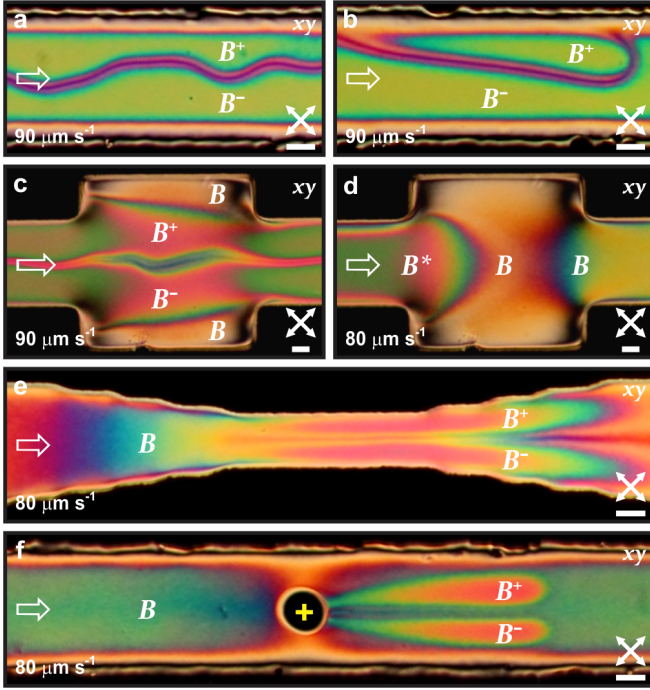 a
xy
B⁺
B⁻
90 μm s⁻¹
b
xy
B⁺
B⁻
90 μm s⁻¹
c
xy
B
B⁺
B⁻
B
90 μm s⁻¹
d
xy
B*
B
B
80 μm s⁻¹
e
xy
B
B⁺
B⁻
80 μm s⁻¹
f
xy
B
+
B⁺
B⁻
80 μm s⁻¹